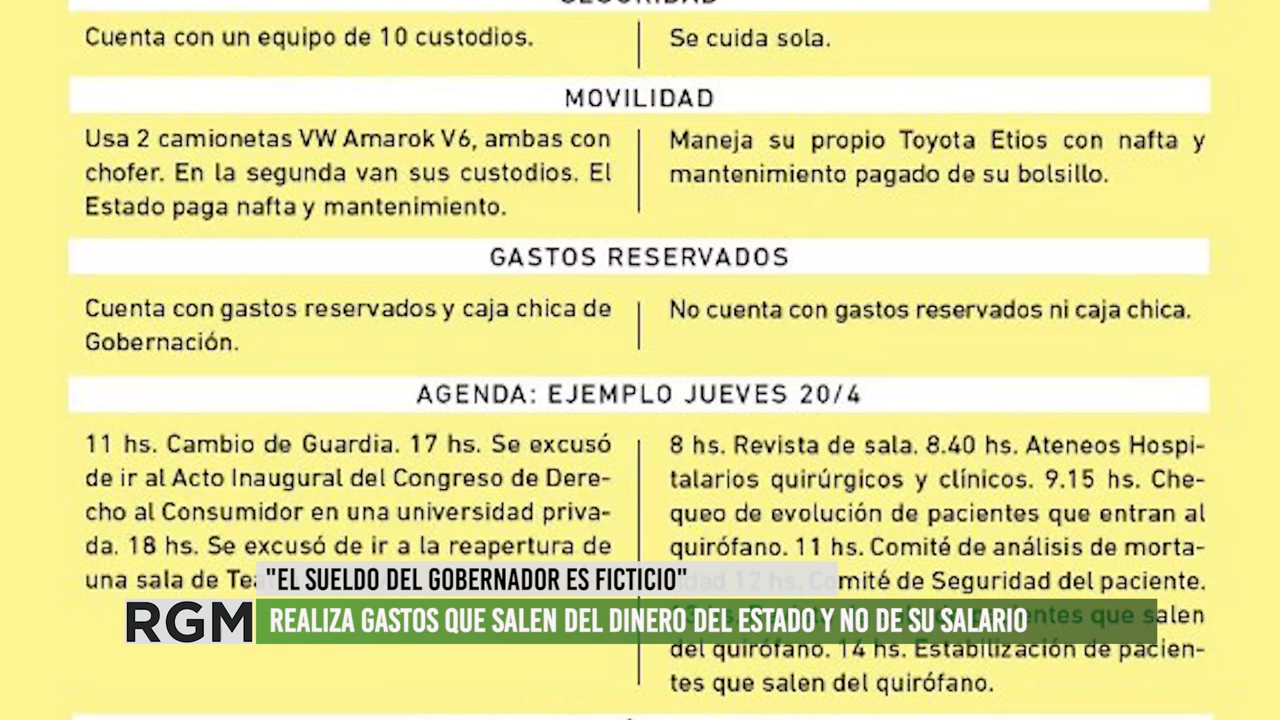 SEGURIDAD
Cuenta con un equipo de 10 custodios.
Se cuida sola.
MOVILIDAD
Usa 2 camionetas VW Amarok V6, ambas con
chofer. En la segunda van sus custodios. El
Estado paga nafta y mantenimiento.
Maneja su propio Toyota Etios con nafta y
mantenimiento pagado de su bolsillo.
GASTOS RESERVADOS
Cuenta con gastos reservados y caja chica de
Gobernación.
No cuenta con gastos reservados ni caja chica.
AGENDA: EJEMPLO JUEVES 20/4
11 hs. Cambio de Guardia. 17 hs. Se excusó
de ir al Acto Inaugural del Congreso de Dere-
cho al Consumidor en una universidad priva-
da. 18 hs. Se excusó de ir a la reapertura de
una sala de
8 hs. Revista de sala. 8.40 hs. Ateneos Hospi-
talarios quirúrgicos y clínicos. 9.15 hs. Che-
queo de evolución de pacientes que entran al
quirófano. 11 hs. Comité de análisis de morta-
lidad 12 hs. Comité de Seguridad del paciente.
13 hs. que salen
del quirófano. 14 hs. Estabilización de pacien-
tes que salen del quirófano.
"EL SUELDO DEL GOBERNADOR ES FICTICIO"
RGM
REALIZA GASTOS QUE SALEN DEL DINERO DEL ESTADO Y NO DE SU SALARIO